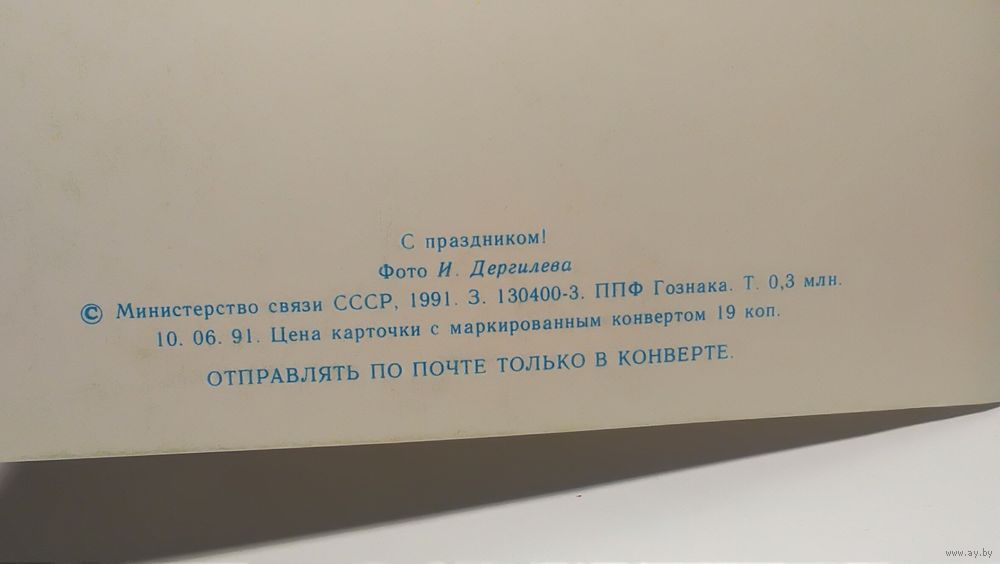 С праздником!
Фото И. Дергилева
© Министерство связи СССР, 1991. З. 130400-3. ППФ Гознака. Т. 0,3 млн.
10. 06. 91. Цена карточки с маркированным конвертом 19 коп.
ОТПРАВЛЯТЬ ПО ПОЧТЕ ТОЛЬКО В КОНВЕРТЕ.
www.ay.by